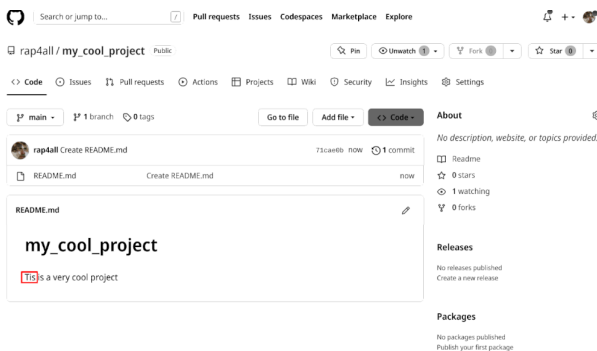 Search or jump to... /
Pull requests Issues Codespaces Marketplace Explore
rap4all / my_cool_project Public
Pin Unwatch 1 Fork 0 Star 0
Code Issues Pull requests Actions Projects Wiki Security Insights Settings
main 1 branch 0 tags Go to file Add file Code
rap4all Create README.md 71cae0b now 1 commit
README.md Create README.md now
README.md
my_cool_project
Tis is a very cool project
About
No description, website, or topics provided.
Readme
0 stars
1 watching
0 forks
Releases
No releases published
Create a new release
Packages
No packages published
Publish your first package